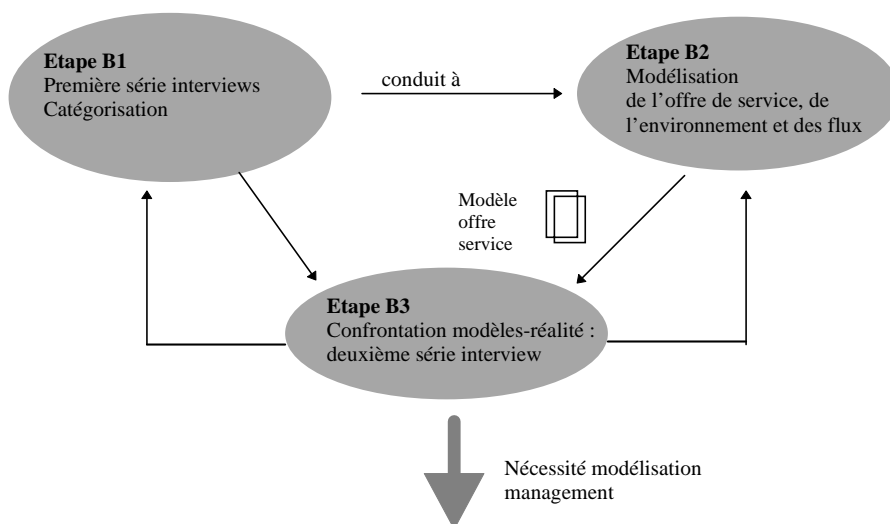 Etape B1
Première série interviews
Catégorisation
conduit à
Etape B2
Modélisation
de l’offre de service, de
l’environnement et des flux
Modèle
offre
service
Etape B3
Confrontation modèles-réalité :
deuxième série interview
Nécessité modélisation
management